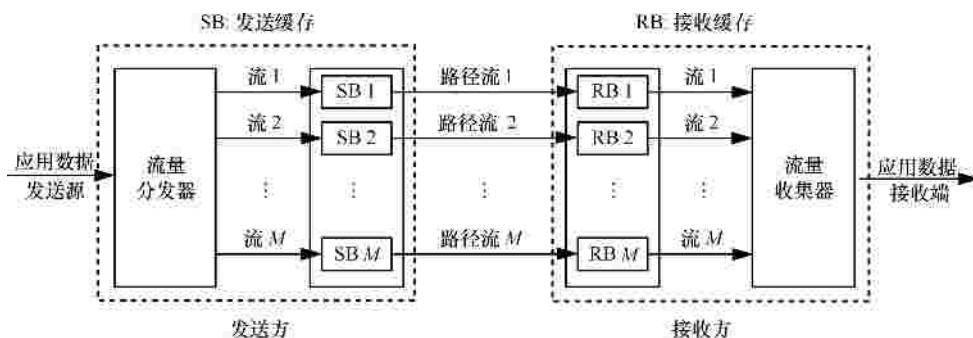 SB: 发送缓存
RB: 接收缓存
流 1
SB 1
路径流 1
RB 1
流 1
流 2
SB 2
路径流 2
RB 2
流 2
应用数据
发送源
流量
分发器
⋮
⋮
⋮
⋮
⋮
流量
收集器
应用数据
接收端
流 M
SB M
路径流 M
RB M
流 M
发送方
接收方